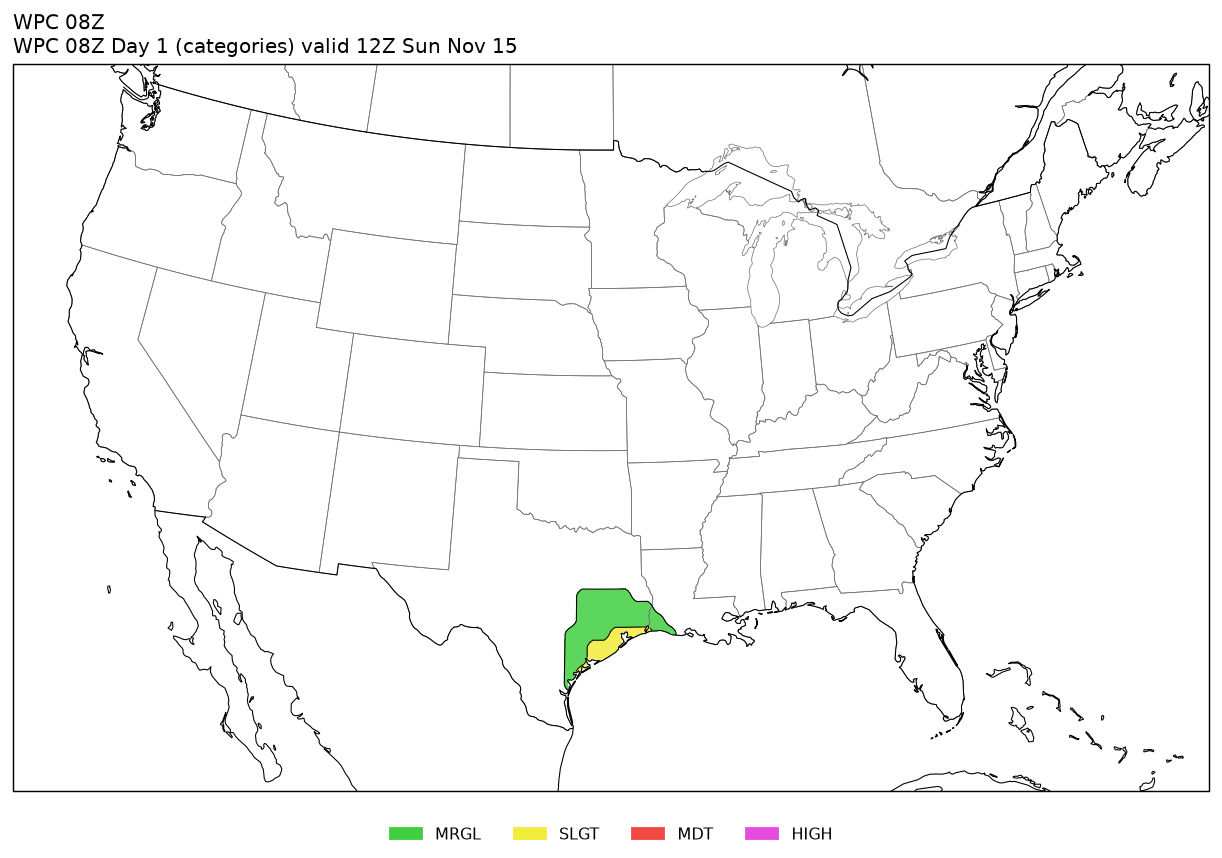 WPC 08Z
WPC 08Z Day 1 (categories) valid 12Z Sun Nov 15
MRGL SLGT MDT HIGH